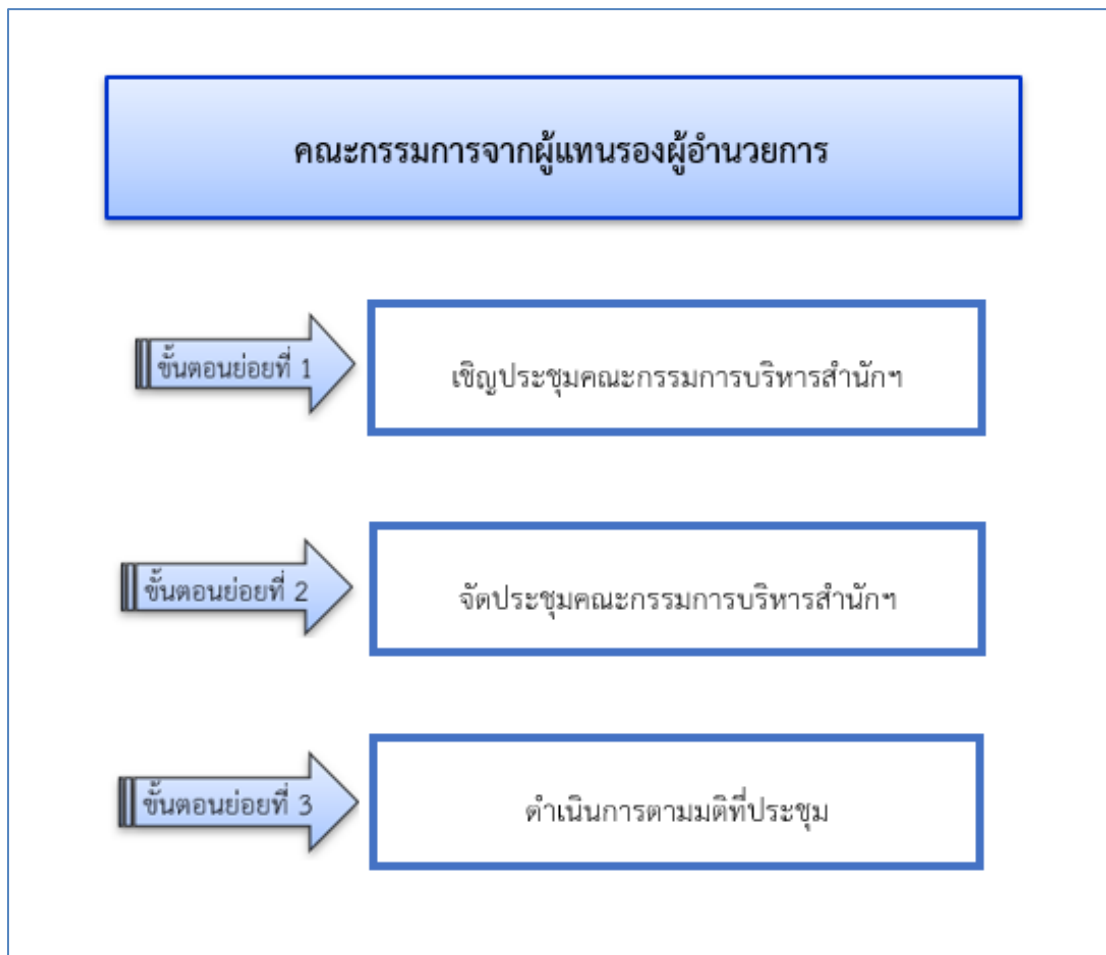 คณะกรรมการจากผู้แทนรองผู้อำนวยการ
ขั้นตอนย่อยที่ 1
เชิญประชุมคณะกรรมการบริหารสำนักฯ
ขั้นตอนย่อยที่ 2
จัดประชุมคณะกรรมการบริหารสำนักฯ
ขั้นตอนย่อยที่ 3
ดำเนินการตามมติที่ประชุม